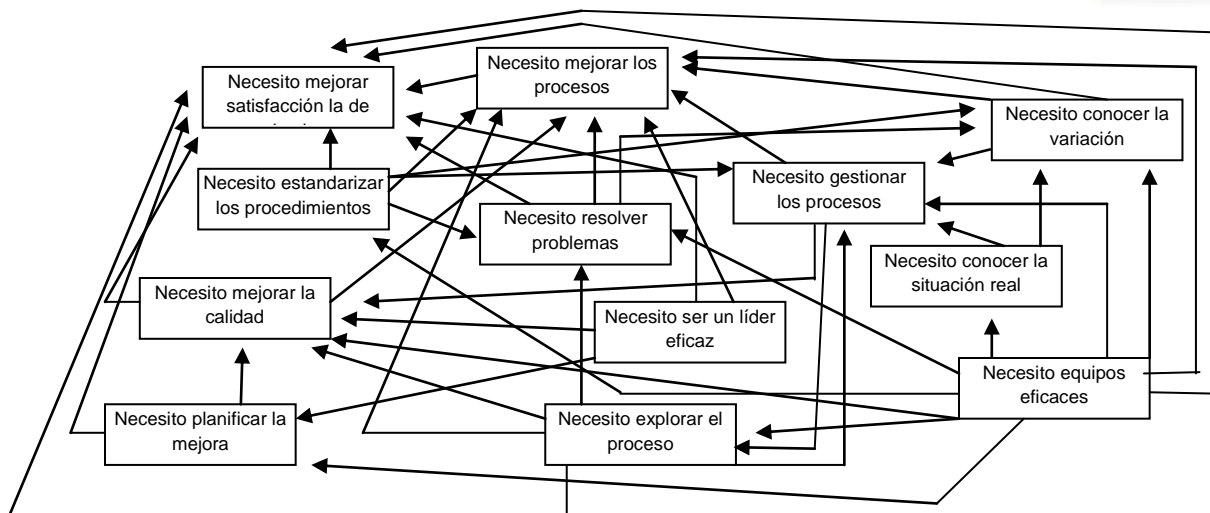 Necesito mejorar
satisfacción la de
Necesito mejorar los
procesos
Necesito conocer la
variación
Necesito estandarizar
los procedimientos
Necesito gestionar
los procesos
Necesito resolver
problemas
Necesito conocer la
situación real
Necesito mejorar la
calidad
Necesito ser un líder
eficaz
Necesito equipos
eficaces
Necesito planificar la
mejora
Necesito explorar el
proceso